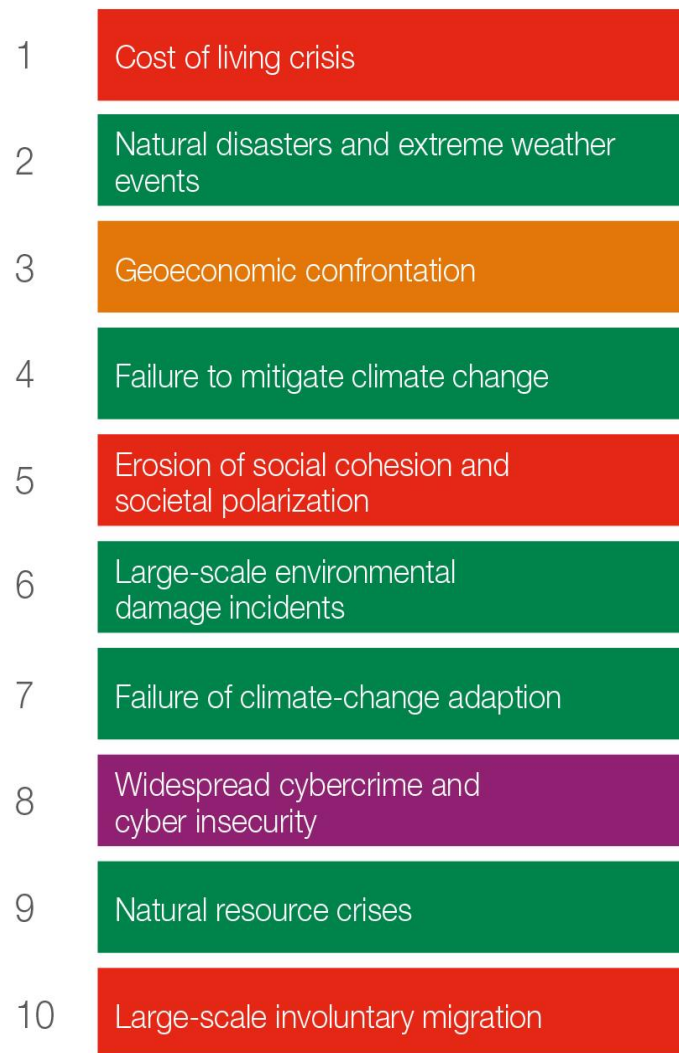 1
Cost of living crisis
2
Natural disasters and extreme weather
events
3
Geoeconomic confrontation
4
Failure to mitigate climate change
5
Erosion of social cohesion and
societal polarization
6
Large-scale environmental
damage incidents
7
Failure of climate-change adaption
8
Widespread cybercrime and
cyber insecurity
9
Natural resource crises
10
Large-scale involuntary migration